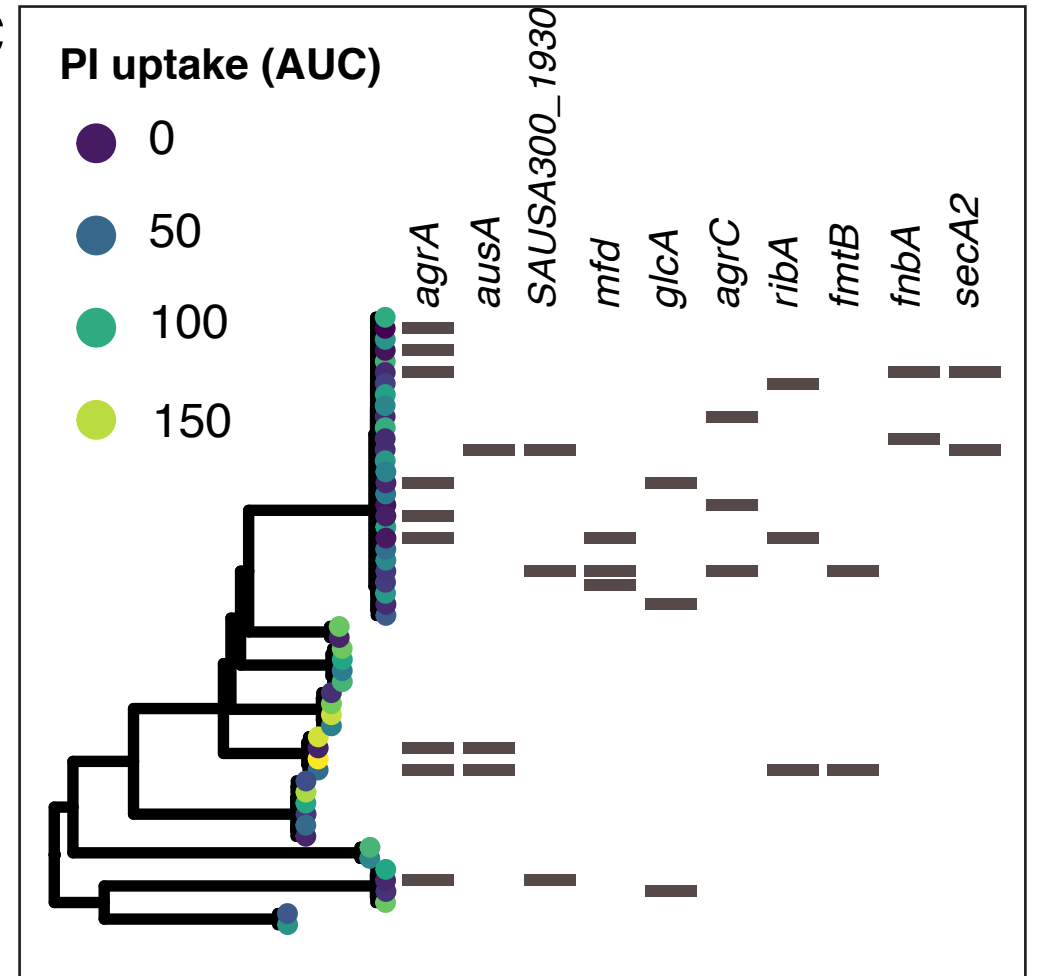 PI uptake (AUC)
0
50
100
150
agrA
ausA
SAUSA300_1930
mfd
glcA
agrC
ribA
fmtB
fnbA
secA2